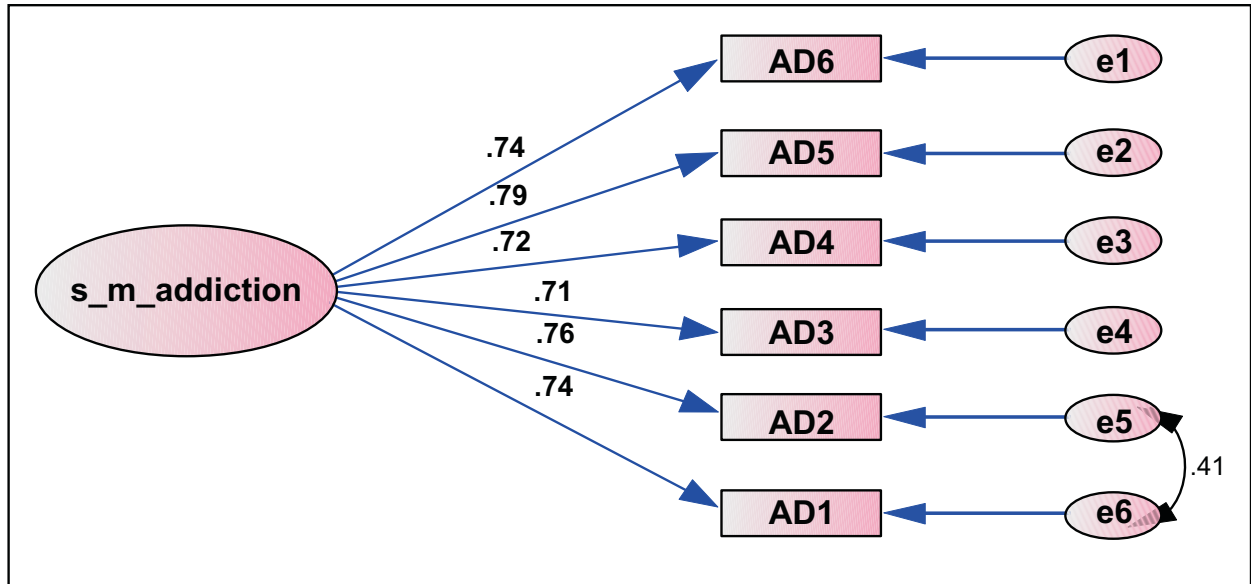 AD6
e1
.74
AD5
e2
.79
.72
AD4
e3
s_m_addiction
.71
AD3
e4
.76
.74
AD2
e5
.41
AD1
e6